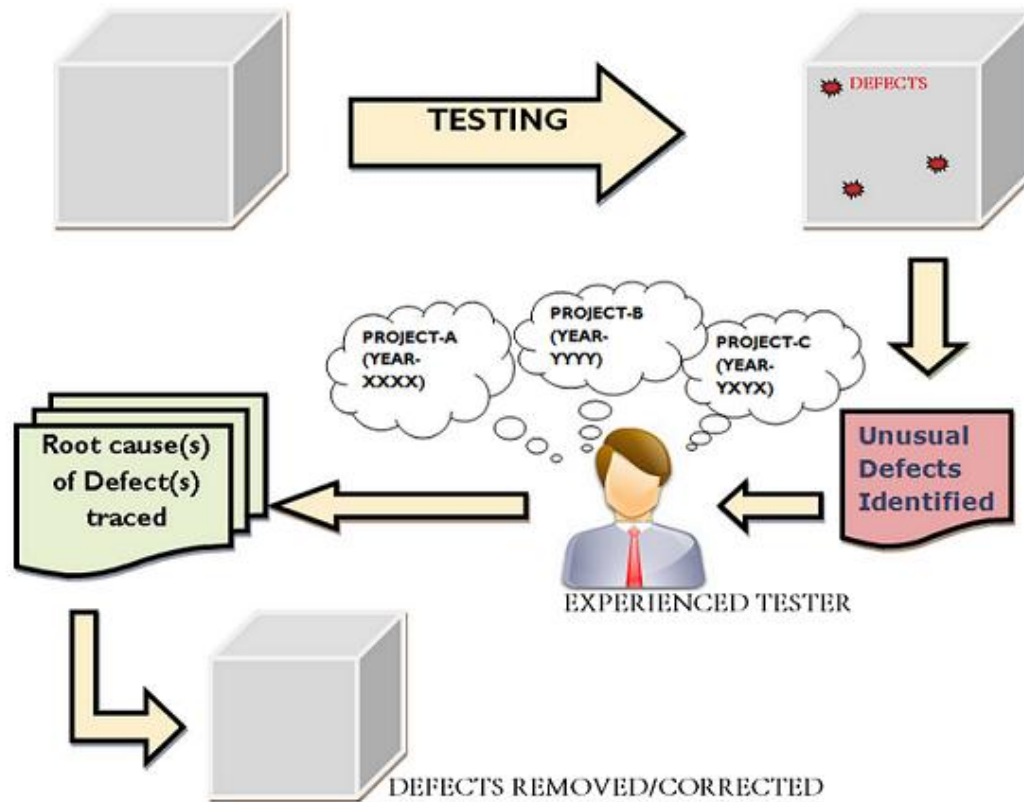 TESTING
DEFECTS
PROJECT-A
(YEAR-
XXXX)
PROJECT-B
(YEAR-
YYYY)
PROJECT-C
(YEAR-
YXYX)
Unusual
Defects
Identified
EXPERIENCED TESTER
Root cause(s)
of Defect(s)
traced
DEFECTS REMOVED/CORRECTED